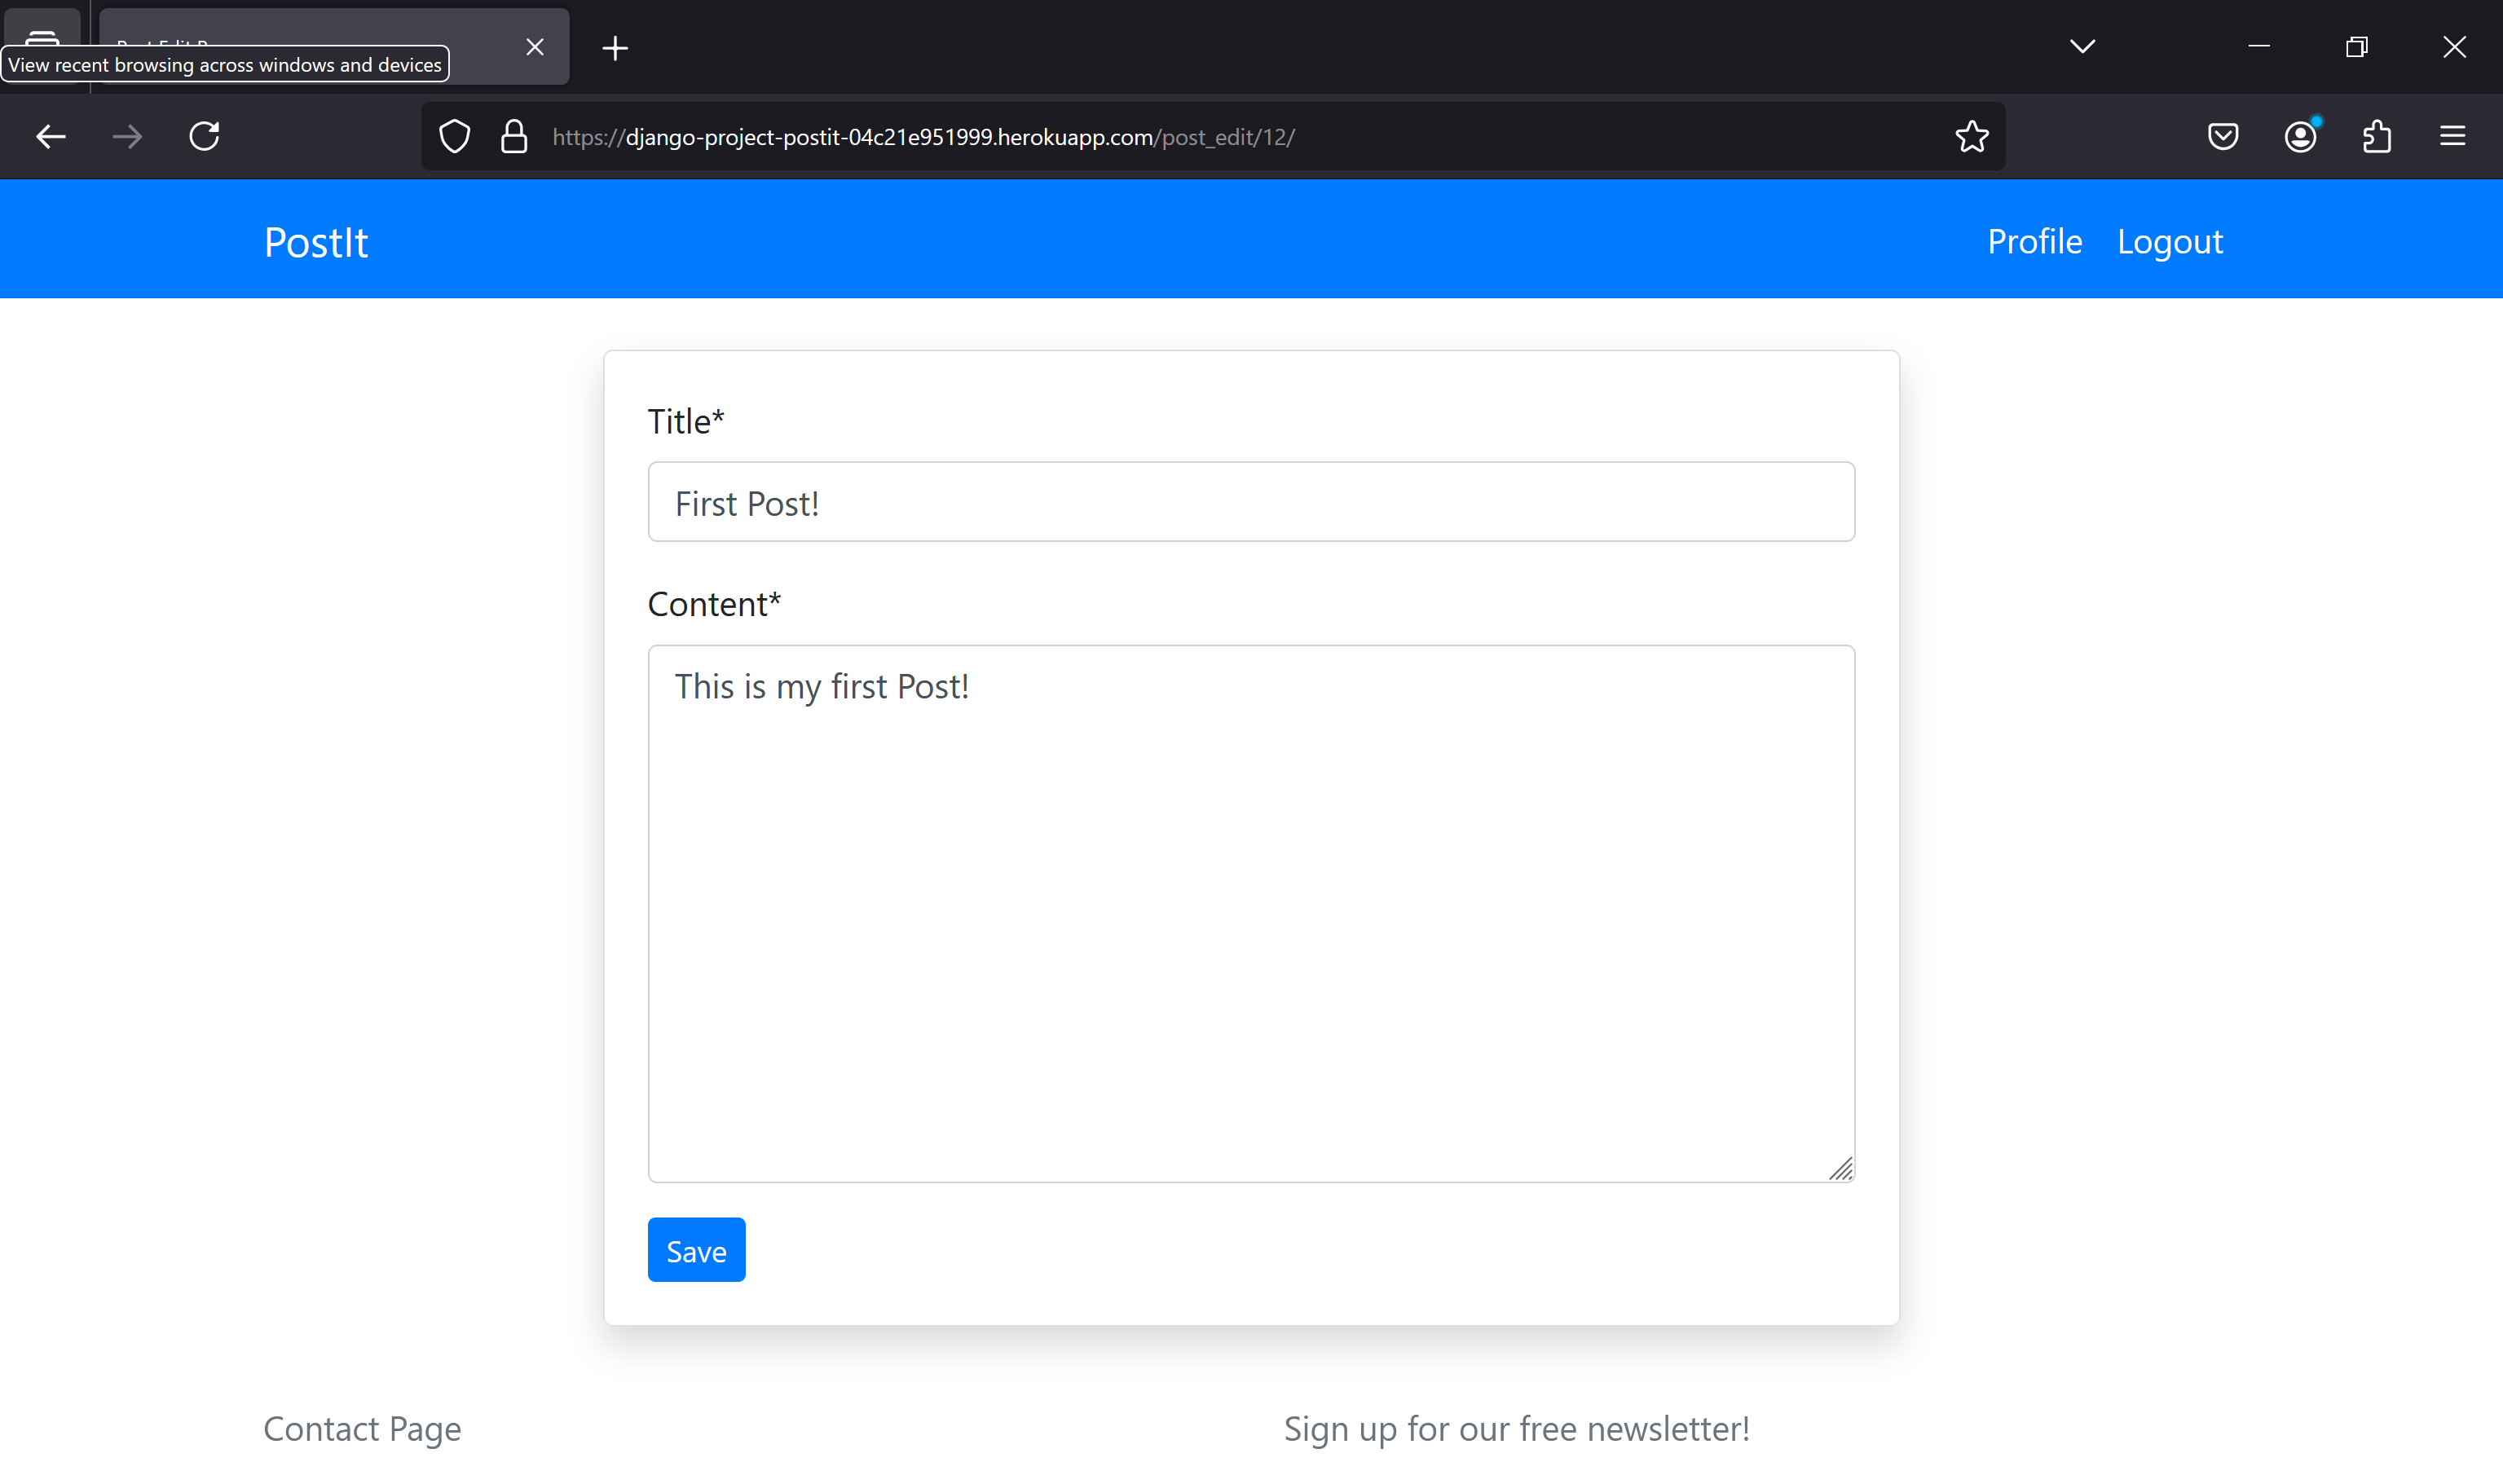 View recent browsing across windows and devices
https://django-project-postit-04c21e951999.herokuapp.com/post_edit/12/
PostIt
Profile
Logout
Title*
First Post!
Content*
This is my first Post!
Save
Contact Page
Sign up for our free newsletter!